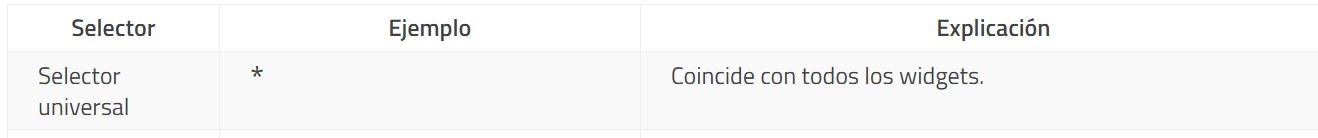 Selector Ejemplo Explicación
Selector * Coincide con todos los widgets.
universal